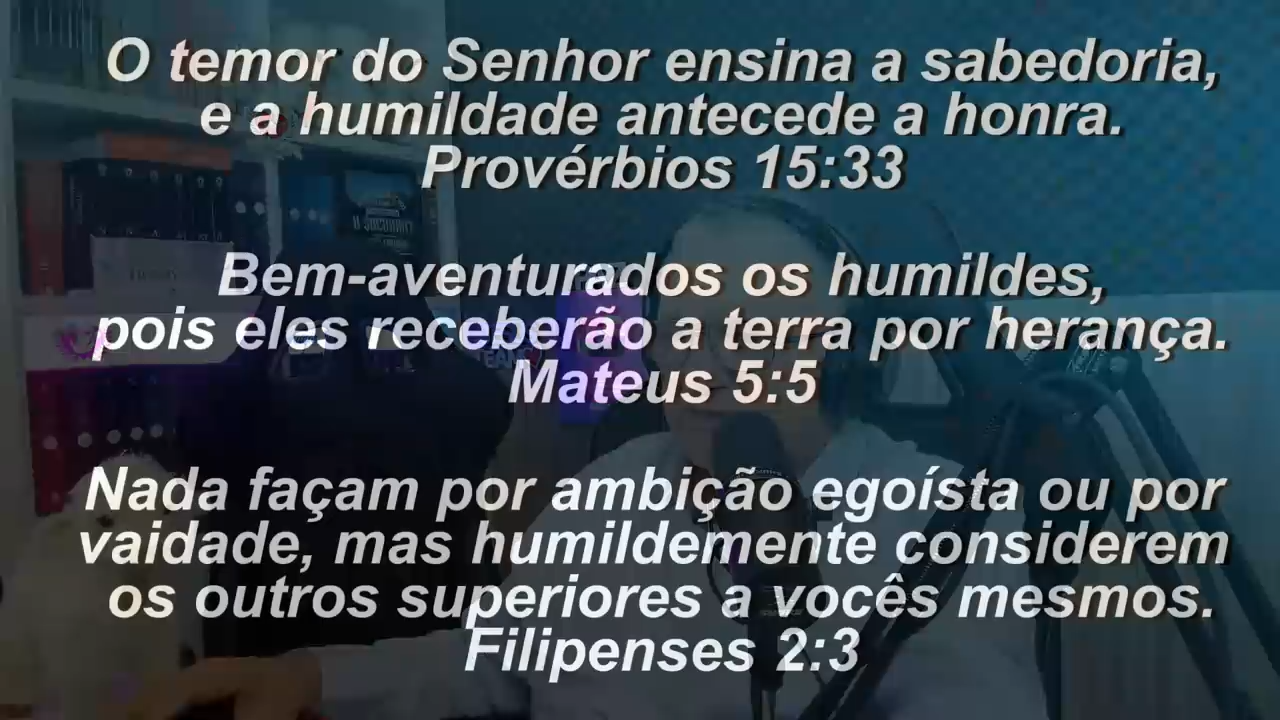 O temor do Senhor ensina a sabedoria,
e a humildade antecede a honra.
Provérbios 15:33
Bem-aventurados os humildes,
pois eles receberão a terra por herança.
Mateus 5:5
Nada façam por ambição egoísta ou por
vaidade, mas humildemente considerem
os outros superiores a vocês mesmos.
Filipenses 2:3